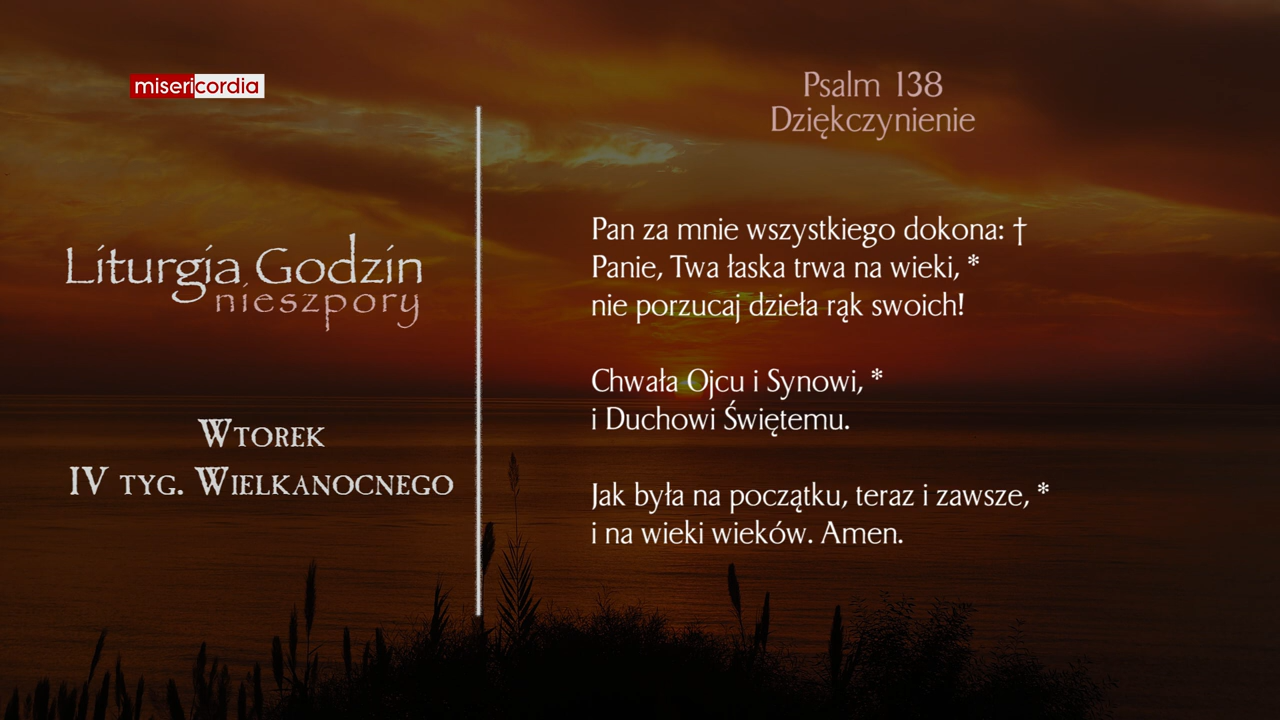 misericordia
Liturgia Godzin
nieszpory
Wtorek
IV tyg. Wielkanocnego
Psalm 138
Dziękczynienie
Pan za mnie wszystkiego dokona: †
Panie, Twa łaska trwa na wieki, *
nie porzucaj dzieła rąk swoich!
Chwała Ojcu i Synowi, *
i Duchowi Świętemu.
Jak była na początku, teraz i zawsze, *
i na wieki wieków. Amen.